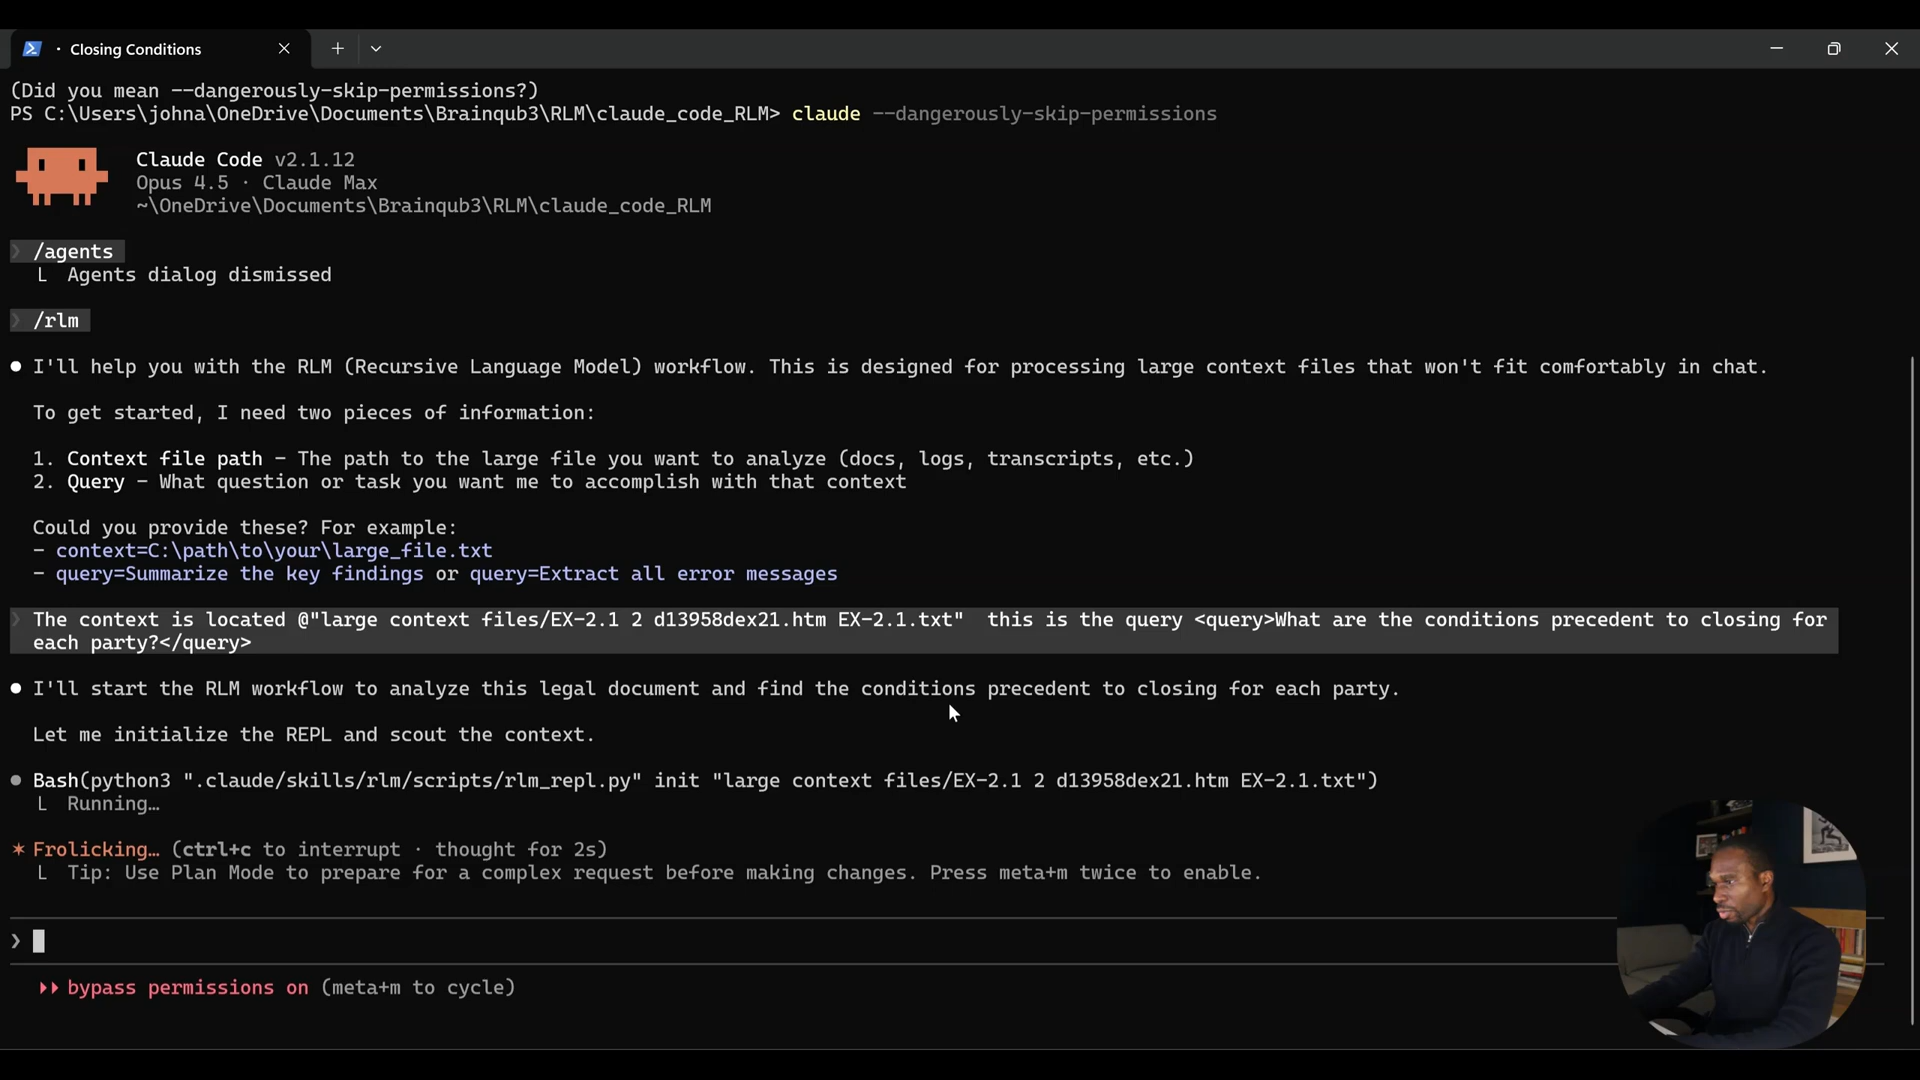 Closing Conditions
(Did you mean --dangerously-skip-permissions?)
PS C:\Users\johna\OneDrive\Documents\Brainqub3\RLM\claude_code_RLM> claude --dangerously-skip-permissions
Claude Code v2.1.12
Opus 4.5 · Claude Max
~\OneDrive\Documents\Brainqub3\RLM\claude_code_RLM
❯ /agents
└ Agents dialog dismissed
❯ /rlm
● I'll help you with the RLM (Recursive Language Model) workflow. This is designed for processing large context files that won't fit comfortably in chat.
To get started, I need two pieces of information:
1. Context file path – The path to the large file you want to analyze (docs, logs, transcripts, etc.)
2. Query – What question or task you want me to accomplish with that context
Could you provide these? For example:
– context=C:\path\to\your\large_file.txt
– query=Summarize the key findings or query=Extract all error messages
❯ The context is located @"large context files/EX-2.1 2 d13958dex21.htm EX-2.1.txt"  this is the query <query>What are the conditions precedent to closing for
each party?</query>
● I'll start the RLM workflow to analyze this legal document and find the conditions precedent to closing for each party.
Let me initialize the REPL and scout the context.
● Bash(python3 ".claude/skills/rlm/scripts/rlm_repl.py" init "large context files/EX-2.1 2 d13958dex21.htm EX-2.1.txt")
└ Running…
✶ Frolicking… (ctrl+c to interrupt · thought for 2s)
└ Tip: Use Plan Mode to prepare for a complex request before making changes. Press meta+m twice to enable.
❯
⏵⏵ bypass permissions on (meta+m to cycle)